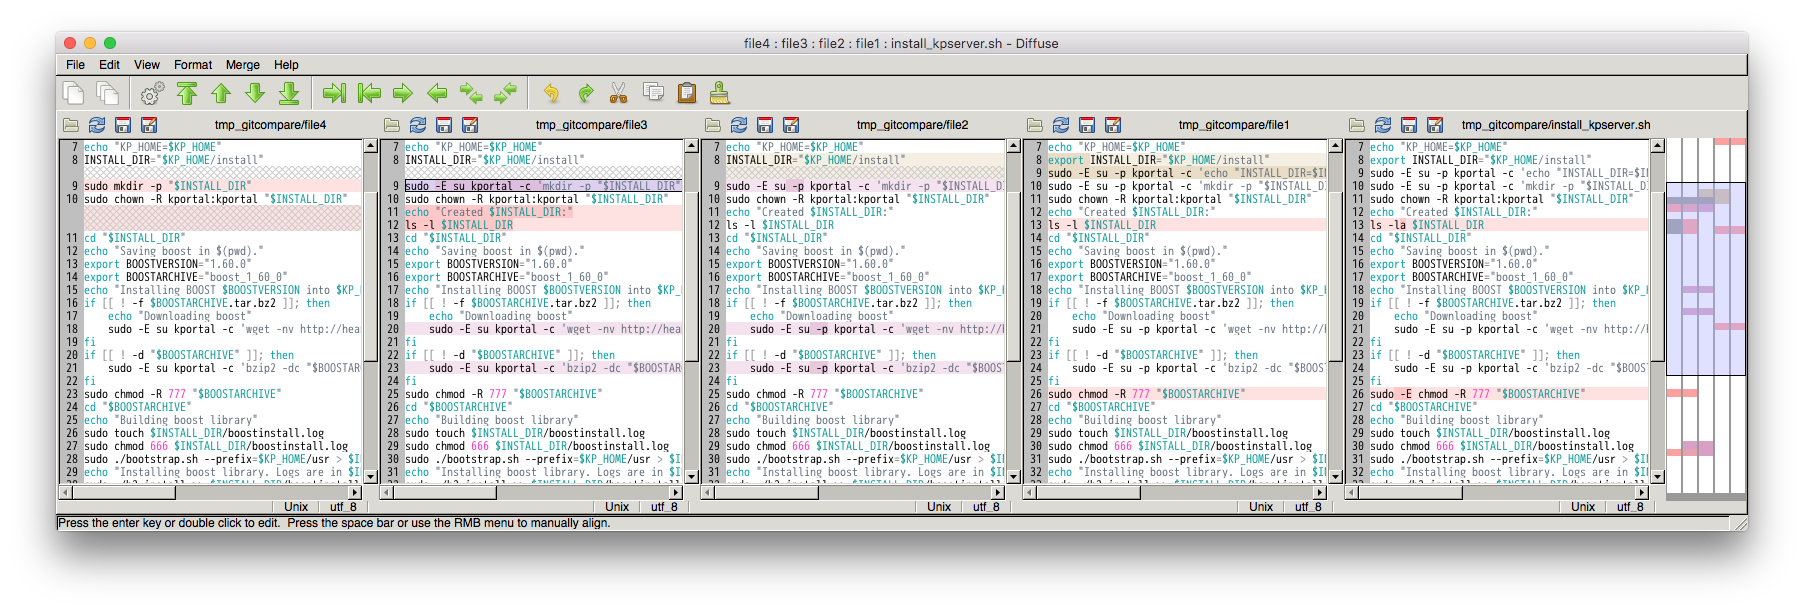 file4 : file3 : file2 : file1 : install_kpserver.sh - Diffuse
File Edit View Format Merge Help
tmp_gitcompare/file4
7 echo "KP_HOME=$KP_HOME"
8 INSTALL_DIR="$KP_HOME/install"
9 sudo mkdir -p "$INSTALL_DIR"
10 sudo chown -R kportal:kportal "$INSTALL_DIR"
11 cd "$INSTALL_DIR"
12 echo "Saving boost in $(pwd)."
13 export BOOSTVERSION="1.60.0"
14 export BOOSTARCHIVE="boost_1_60_0"
15 echo "Installing BOOST $BOOSTVERSION into $KP_
16 if [[ ! -f $BOOSTARCHIVE.tar.bz2 ]]; then
17 echo "Downloading boost"
18 sudo -E su kportal -c 'wget -nv http://hea
19 fi
20 if [[ ! -d "$BOOSTARCHIVE" ]]; then
21 sudo -E su kportal -c 'bzip2 -dc "$BOOSTAR
22 fi
23 sudo chmod -R 777 "$BOOSTARCHIVE"
24 cd "$BOOSTARCHIVE"
25 echo "Building boost library"
26 sudo touch $INSTALL_DIR/boostinstall.log
27 sudo chmod 666 $INSTALL_DIR/boostinstall.log
28 sudo ./bootstrap.sh --prefix=$KP_HOME/usr > $I
29 echo "Installing boost library. Logs are in $
Unix utf_8
tmp_gitcompare/file3
7 echo "KP_HOME=$KP_HOME"
8 INSTALL_DIR="$KP_HOME/install"
9 sudo -E su kportal -c 'mkdir -p "$INSTALL_DIR"
10 sudo chown -R kportal:kportal "$INSTALL_DIR"
11 echo "Created $INSTALL_DIR:"
12 ls -l $INSTALL_DIR
13 cd "$INSTALL_DIR"
14 echo "Saving boost in $(pwd)."
15 export BOOSTVERSION="1.60.0"
16 export BOOSTARCHIVE="boost_1_60_0"
17 echo "Installing BOOST $BOOSTVERSION into $KP_
18 if [[ ! -f $BOOSTARCHIVE.tar.bz2 ]]; then
19 echo "Downloading boost"
20 sudo -E su kportal -c 'wget -nv http://hea
21 fi
22 if [[ ! -d "$BOOSTARCHIVE" ]]; then
23 sudo -E su kportal -c 'bzip2 -dc "$BOOSTAR
24 fi
25 sudo chmod -R 777 "$BOOSTARCHIVE"
26 cd "$BOOSTARCHIVE"
27 echo "Building boost library"
28 sudo touch $INSTALL_DIR/boostinstall.log
29 sudo chmod 666 $INSTALL_DIR/boostinstall.log
30 sudo ./bootstrap.sh --prefix=$KP_HOME/usr > $I
31 echo "Installing boost library. Logs are in $
Unix utf_8
tmp_gitcompare/file2
7 echo "KP_HOME=$KP_HOME"
8 INSTALL_DIR="$KP_HOME/install"
9 sudo -E su -p kportal -c 'mkdir -p "$INSTALL_D
10 sudo chown -R kportal:kportal "$INSTALL_DIR"
11 echo "Created $INSTALL_DIR:"
12 ls -l $INSTALL_DIR
13 cd "$INSTALL_DIR"
14 echo "Saving boost in $(pwd)."
15 export BOOSTVERSION="1.60.0"
16 export BOOSTARCHIVE="boost_1_60_0"
17 echo "Installing BOOST $BOOSTVERSION into $KP_
18 if [[ ! -f $BOOSTARCHIVE.tar.bz2 ]]; then
19 echo "Downloading boost"
20 sudo -E su -p kportal -c 'wget -nv http://
21 fi
22 if [[ ! -d "$BOOSTARCHIVE" ]]; then
23 sudo -E su -p kportal -c 'bzip2 -dc "$BOOS
24 fi
25 sudo chmod -R 777 "$BOOSTARCHIVE"
26 cd "$BOOSTARCHIVE"
27 echo "Building boost library"
28 sudo touch $INSTALL_DIR/boostinstall.log
29 sudo chmod 666 $INSTALL_DIR/boostinstall.log
30 sudo ./bootstrap.sh --prefix=$KP_HOME/usr > $I
31 echo "Installing boost library. Logs are in $
Unix utf_8
tmp_gitcompare/file1
7 echo "KP_HOME=$KP_HOME"
8 export INSTALL_DIR="$KP_HOME/install"
9 sudo -E su -p kportal -c 'echo "INSTALL_DIR=$I
10 sudo -E su -p kportal -c 'mkdir -p "$INSTALL_D
11 sudo chown -R kportal:kportal "$INSTALL_DIR"
12 echo "Created $INSTALL_DIR:"
13 ls -l $INSTALL_DIR
14 cd "$INSTALL_DIR"
15 echo "Saving boost in $(pwd)."
16 export BOOSTVERSION="1.60.0"
17 export BOOSTARCHIVE="boost_1_60_0"
18 echo "Installing BOOST $BOOSTVERSION into $KP_
19 if [[ ! -f $BOOSTARCHIVE.tar.bz2 ]]; then
20 echo "Downloading boost"
21 sudo -E su -p kportal -c 'wget -nv http://
22 fi
23 if [[ ! -d "$BOOSTARCHIVE" ]]; then
24 sudo -E su -p kportal -c 'bzip2 -dc "$BOOS
25 fi
26 sudo chmod -R 777 "$BOOSTARCHIVE"
27 cd "$BOOSTARCHIVE"
28 echo "Building boost library"
29 sudo touch $INSTALL_DIR/boostinstall.log
30 sudo chmod 666 $INSTALL_DIR/boostinstall.log
31 sudo ./bootstrap.sh --prefix=$KP_HOME/usr > $I
32 echo "Installing boost library. Logs are in $
Unix utf_8
tmp_gitcompare/install_kpserver.sh
7 echo "KP_HOME=$KP_HOME"
8 export INSTALL_DIR="$KP_HOME/install"
9 sudo -E su -p kportal -c 'echo "INSTALL_DIR=$I
10 sudo -E su -p kportal -c 'mkdir -p "$INSTALL_D
11 sudo chown -R kportal:kportal "$INSTALL_DIR"
12 echo "Created $INSTALL_DIR:"
13 ls -la $INSTALL_DIR
14 cd "$INSTALL_DIR"
15 echo "Saving boost in $(pwd)."
16 export BOOSTVERSION="1.60.0"
17 export BOOSTARCHIVE="boost_1_60_0"
18 echo "Installing BOOST $BOOSTVERSION into $KP_
19 if [[ ! -f $BOOSTARCHIVE.tar.bz2 ]]; then
20 echo "Downloading boost"
21 sudo -E su -p kportal -c 'wget -nv http://
22 fi
23 if [[ ! -d "$BOOSTARCHIVE" ]]; then
24 sudo -E su -p kportal -c 'bzip2 -dc "$BOOS
25 fi
26 sudo -E chmod -R 777 "$BOOSTARCHIVE"
27 cd "$BOOSTARCHIVE"
28 echo "Building boost library"
29 sudo touch $INSTALL_DIR/boostinstall.log
30 sudo chmod 666 $INSTALL_DIR/boostinstall.log
31 sudo ./bootstrap.sh --prefix=$KP_HOME/usr > $I
32 echo "Installing boost library. Logs are in $
Unix utf_8
Press the enter key or double click to edit. Press the space bar or use the RMB menu to manually align.